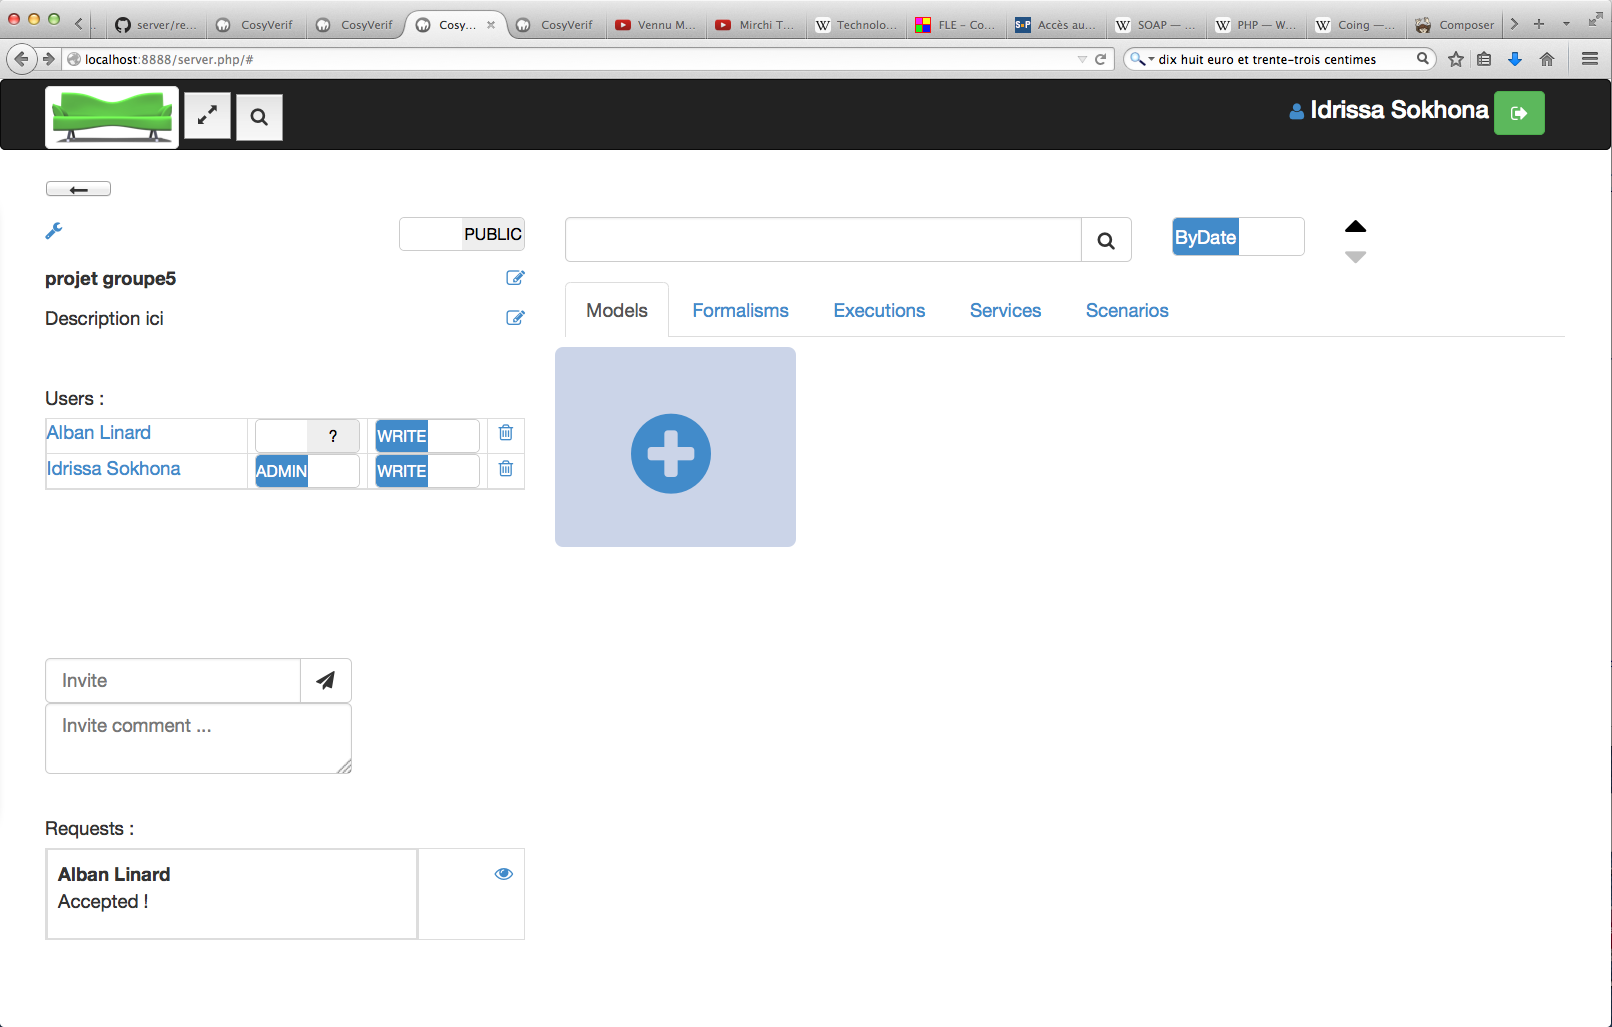 server/re...
CosyVerif
CosyVerif
Cosy...
CosyVerif
Vennu M...
Mirchi T...
Technolo...
FLE – Co...
Accès au...
SOAP — ...
PHP — W...
Coing —...
Composer
localhost:8888/server.php/#
dix huit euro et trente-trois centimes
Idrissa Sokhona
PUBLIC
ByDate
projet groupe5
Description ici
Models
Formalisms
Executions
Services
Scenarios
Users :
Alban Linard
?
WRITE
Idrissa Sokhona
ADMIN
WRITE
Invite
Invite comment ...
Requests :
Alban Linard
Accepted !